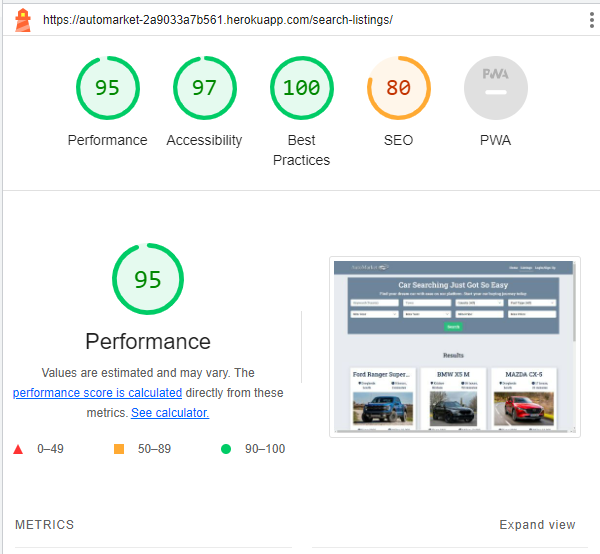 https://automarket-2a9033a7b561.herokuapp.com/search-listings/
95
97
100
80
PWA
Performance
Accessibility
Best
Practices
SEO
PWA
95
Performance
Values are estimated and may vary. The
performance score is calculated directly from these
metrics. See calculator.
0–49
50–89
90–100
Car Searching Just Got So Easy
Search
Results
Ford Ranger Super...
BMW X5 M
MAZDA CX-5
METRICS
Expand view